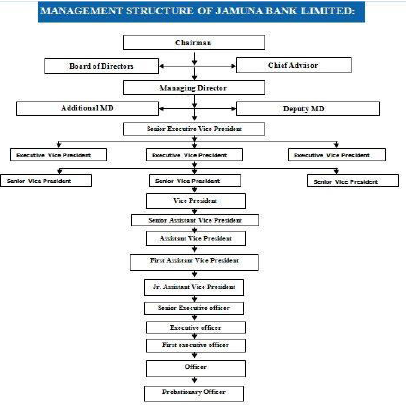 MANAGEMENT STRUCTURE OF JAMUNA BANK LIMITED:
Chairman
Board of Directors
Chief Advisor
Managing Director
Additional MD
Deputy MD
Senior Executive Vice President
Executive Vice President
Executive Vice President
Executive Vice President
Senior Vice President
Senior Vice President
Senior Vice President
Vice President
Senior Assistant Vice President
Assistant Vice President
First Assistant Vice President
Jr. Assistant Vice President
Senior Executive officer
Executive officer
First executive officer
Officer
Probationary Officer